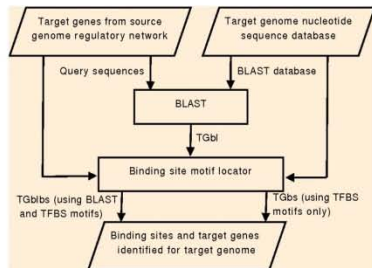 Target genes from source
genome regulatory network
Target genome nucleotide
sequence database
Query sequences
BLAST database
BLAST
TGbl
Binding site motif locator
TGblbs (using BLAST
and TFBS motifs)
TGbs (using TFBS
motifs only)
Binding sites and target genes
identified for target genome